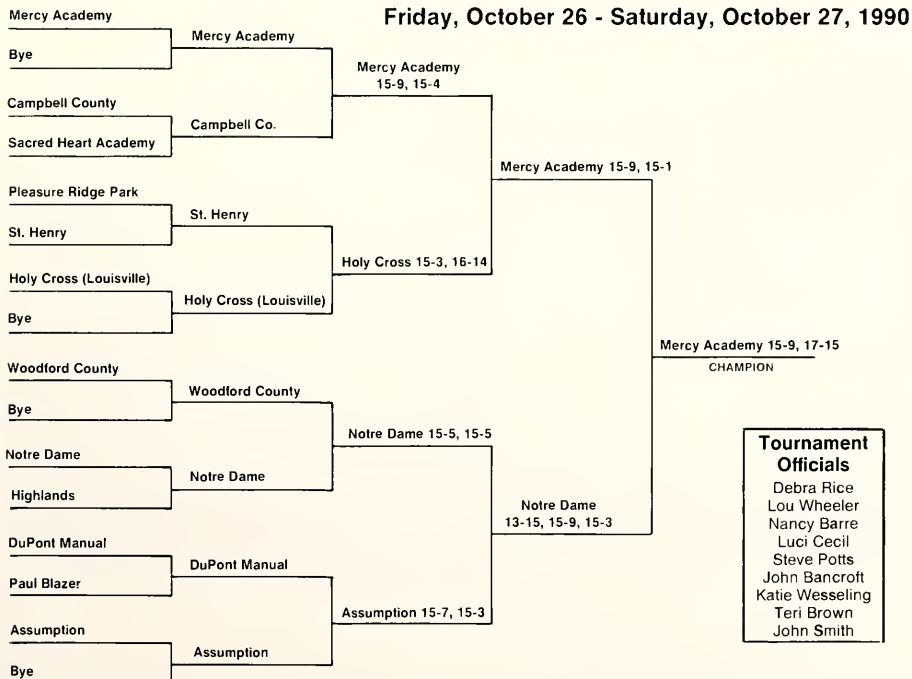 Friday, October 26 - Saturday, October 27, 1990
Mercy Academy
Bye
Campbell County
Sacred Heart Academy
Pleasure Ridge Park
St. Henry
Holy Cross (Louisville)
Bye
Woodford County
Bye
Notre Dame
Highlands
DuPont Manual
Paul Blazer
Assumption
Bye
Mercy Academy
Campbell Co.
St. Henry
Holy Cross (Louisville)
Woodford County
Notre Dame
DuPont Manual
Assumption
Mercy Academy
15-9, 15-4
Holy Cross 15-3, 16-14
Notre Dame 15-5, 15-5
Assumption 15-7, 15-3
Mercy Academy 15-9, 15-1
Notre Dame
13-15, 15-9, 15-3
Mercy Academy 15-9, 17-15
CHAMPION
Tournament
Officials
Debra Rice
Lou Wheeler
Nancy Barre
Luci Cecil
Steve Potts
John Bancroft
Katie Wesseling
Teri Brown
John Smith